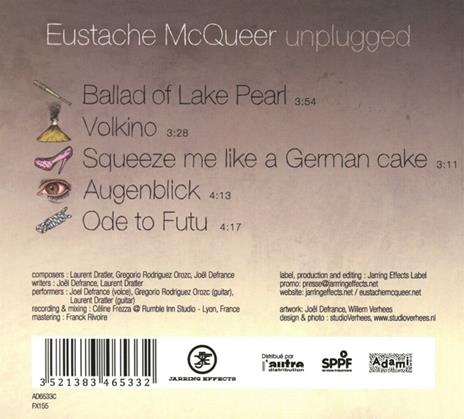 Eustache McQueer unplugged
Ballad of Lake Pearl 3:54
Volkino 3:28
Squeeze me like a German cake 3:11
Augenblick 4:13
Ode to Futu 4:17
composers : Laurent Dratler, Gregorio Rodriguez Orozc, Joël Defrance
writers : Joël Defrance, Laurent Dratler
performers : Joel Defrance (voice), Gregorio Rodriguez Orozc (guitar),
Laurent Dratler (guitar)
recording & mixing : Céline Frezza @ Rumble Inn Studio - Lyon, France
mastering : Franck Rivoire
label, production and editing : Jarring Effects Label
promo: presse@jarringeffects.net
website: jarringeffects.net / eustachemcqueer.net
artwork: Joël Defrance, Willem Verhees
design & photo : studioVerhees, www.studioverhees.nl
3 521383 465332
AD6533C
FX155
JARRING EFFECTS
Distribué par
l'autre
distribution
SPPF
Adami